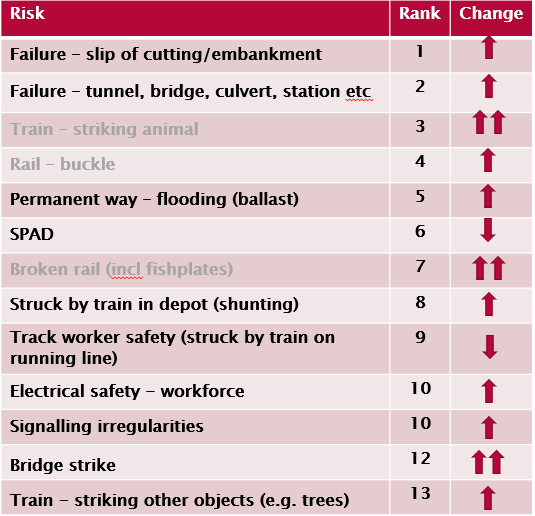 Risk Rank Change
Failure – slip of cutting/embankment 1
Failure – tunnel, bridge, culvert, station etc 2
Train – striking animal 3
Rail – buckle 4
Permanent way – flooding (ballast) 5
SPAD 6
Broken rail (incl fishplates) 7
Struck by train in depot (shunting) 8
Track worker safety (struck by train on 9
running line)
Electrical safety – workforce 10
Signalling irregularities 10
Bridge strike 12
Train – striking other objects (e.g. trees) 13